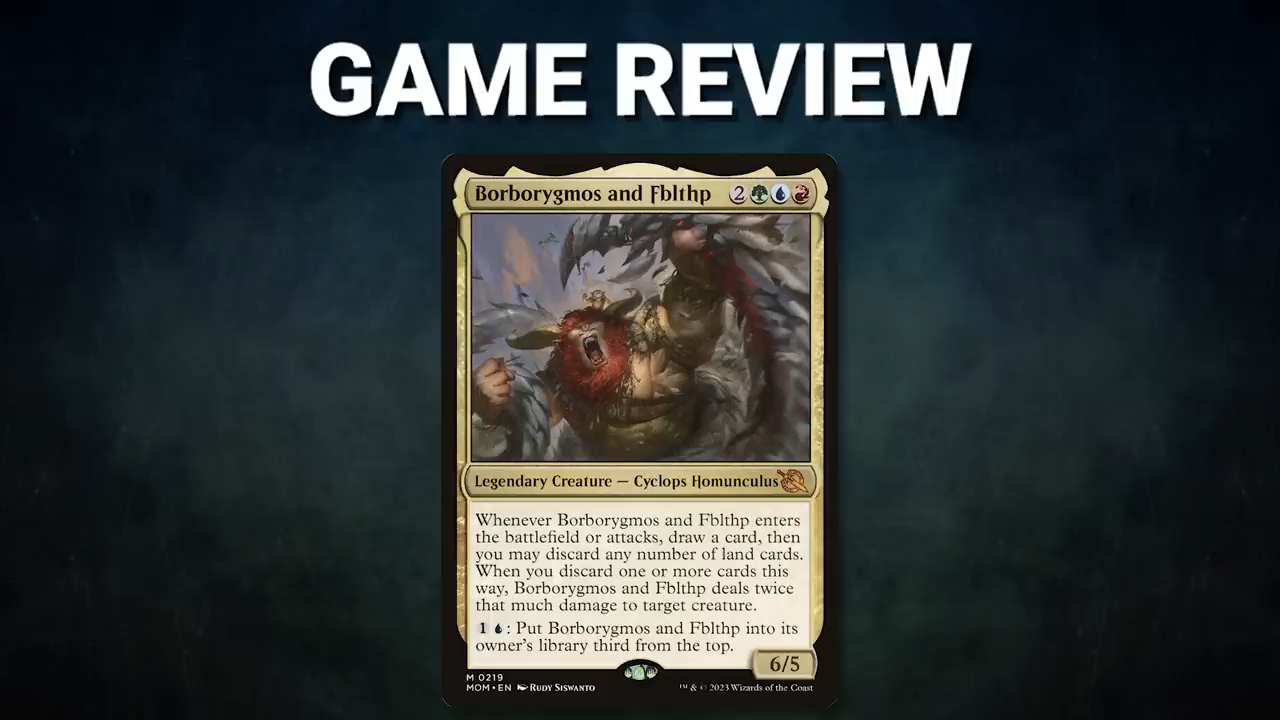 GAME REVIEW
Borborygmos and Fblthp 2
Legendary Creature — Cyclops Homunculus
Whenever Borborygmos and Fblthp enters
the battlefield or attacks, draw a card, then
you may discard any number of land cards.
When you discard one or more cards this
way, Borborygmos and Fblthp deals twice
that much damage to target creature.
1 : Put Borborygmos and Fblthp into its
owner's library third from the top.
6/5
M 0219
MOM • EN Rudy Siswanto
™ & © 2023 Wizards of the Coast